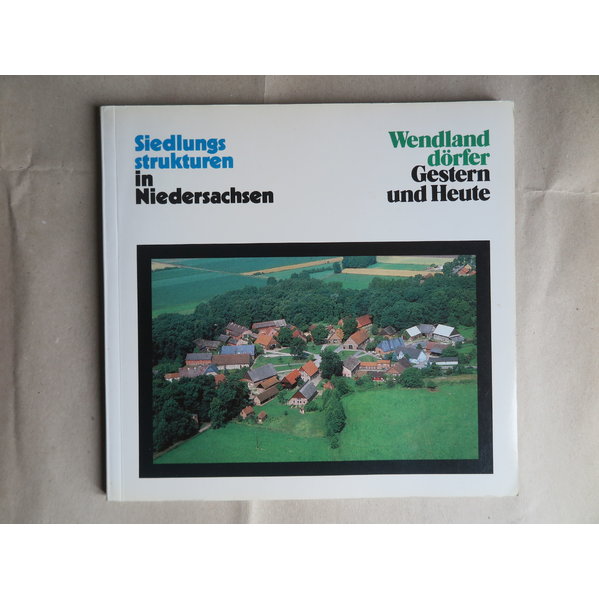 Siedlungs
strukturen
in
Niedersachsen
Wendland
dörfer
Gestern
und Heute